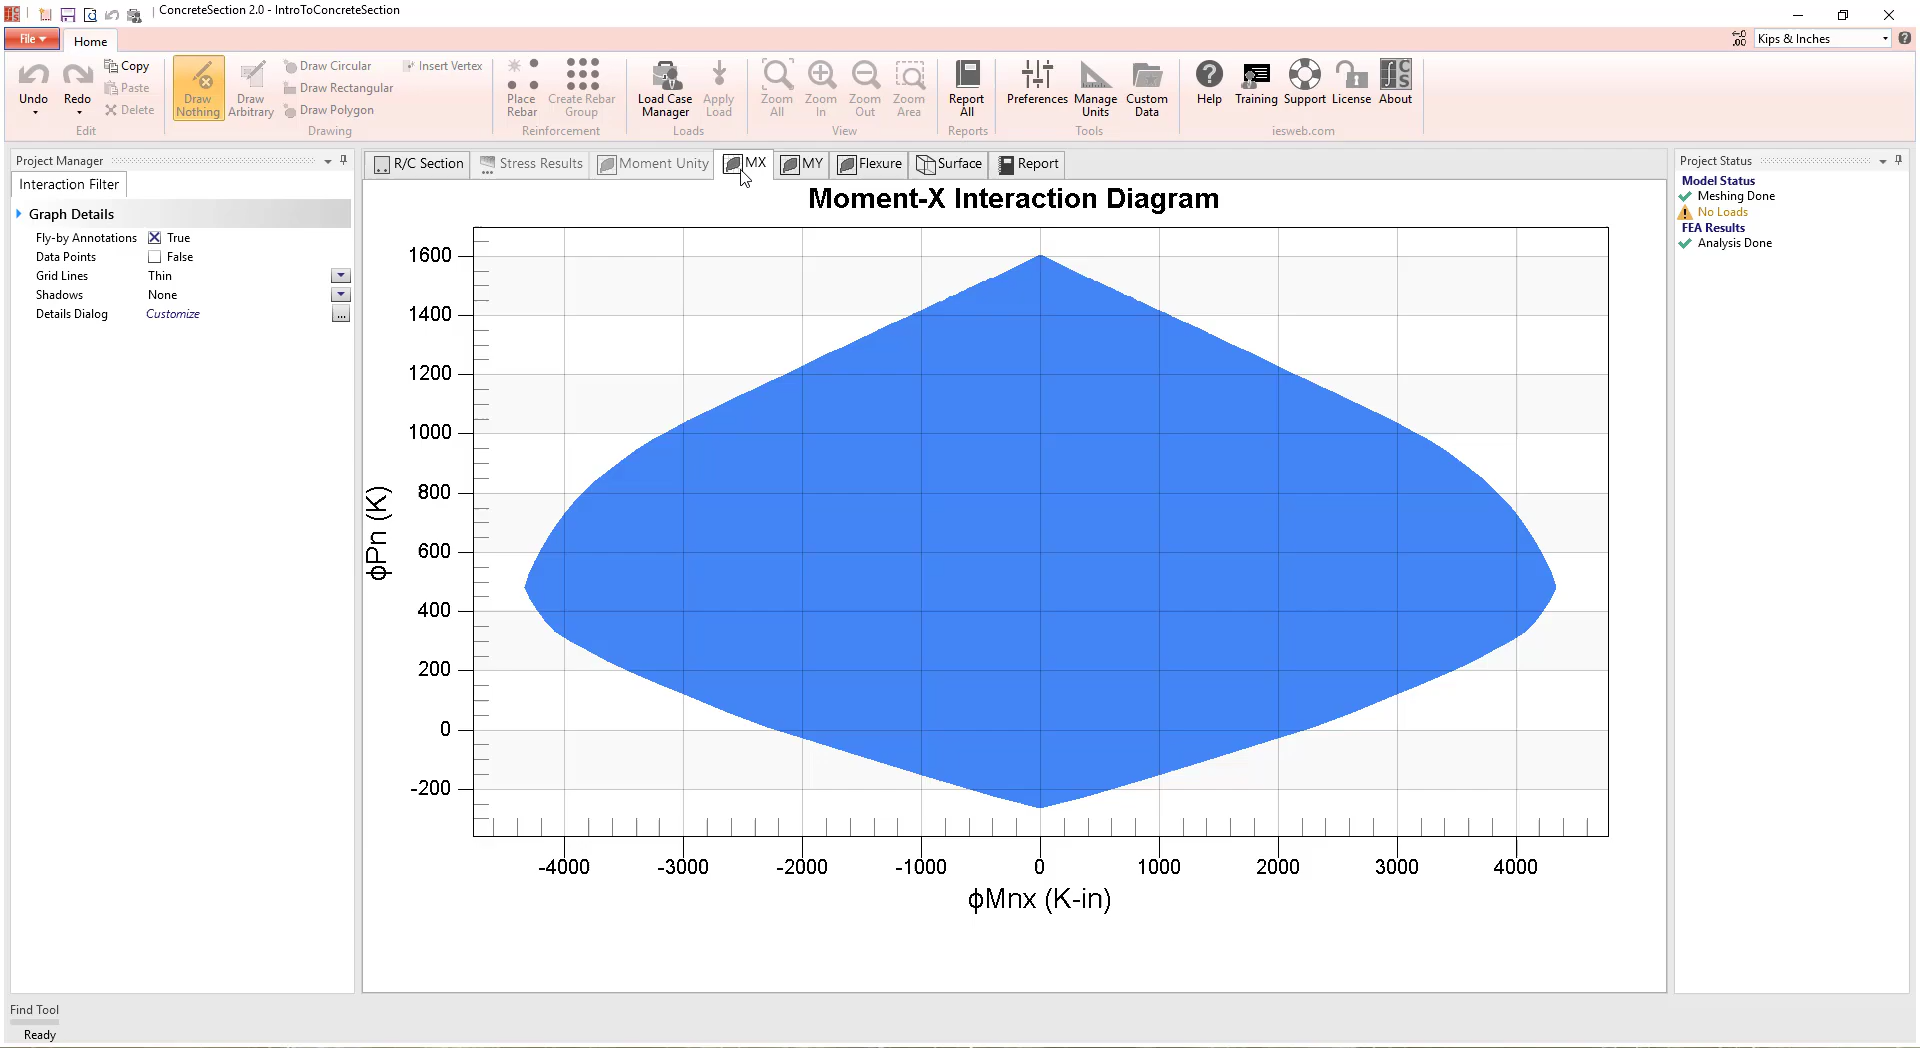 ConcreteSection 2.0 - IntroToConcreteSection
File
Home
Kips & Inches
Undo
Redo
Copy
Paste
Delete
Edit
Draw Nothing
Draw Arbitrary
Draw Circular
Draw Rectangular
Draw Polygon
Insert Vertex
Drawing
Place Rebar
Create Rebar Group
Reinforcement
Load Case Manager
Apply Load
Loads
Zoom All
Zoom In
Zoom Out
Zoom Area
View
Report All
Reports
Preferences
Manage Units
Custom Data
Tools
Help
Training
Support
License
About
iesweb.com
Project Manager
Interaction Filter
Graph Details
Fly-by Annotations True
Data Points False
Grid Lines Thin
Shadows None
Details Dialog Customize ...
R/C Section
Stress Results
Moment Unity
MX
MY
Flexure
Surface
Report
Moment-X Interaction Diagram
1600
1400
1200
1000
800
600
400
200
0
-200
ϕPn (K)
-4000 -3000 -2000 -1000 0 1000 2000 3000 4000
ϕMnx (K-in)
Project Status
Model Status
Meshing Done
No Loads
FEA Results
Analysis Done
Find Tool
Ready